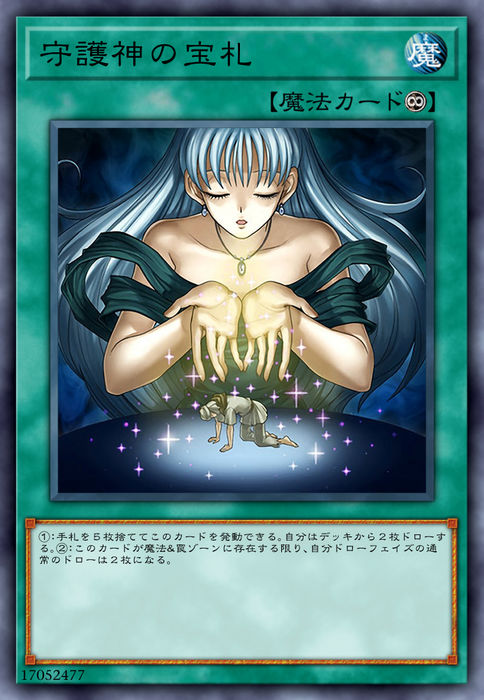 守護神の宝札
魔
【魔法カード】
①:手札を５枚捨ててこのカードを発動できる。自分はデッキから２枚ドローす
る。②:このカードが魔法&罠ゾーンに存在する限り、自分ドローフェイズの通
常のドローは２枚になる。
17052477